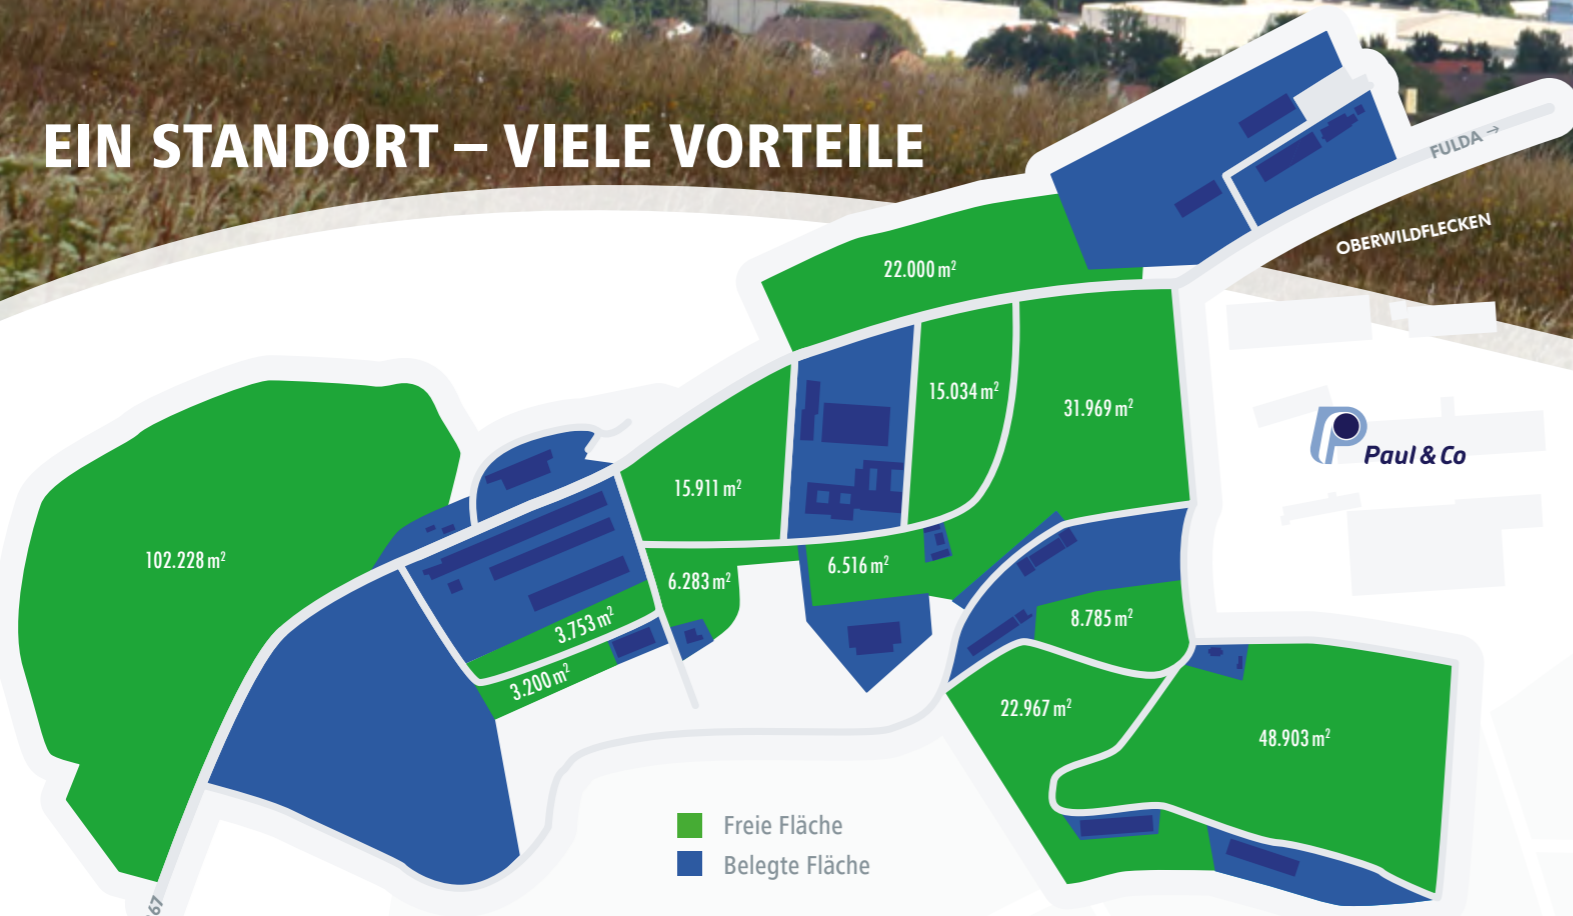 EIN STANDORT – VIELE VORTEILE
FULDA →
OBERWILDFLECKEN
22.000 m²
15.034 m²
31.969 m²
15.911 m²
Paul & Co
102.228 m²
6.283 m²
6.516 m²
3.753 m²
8.785 m²
3.200 m²
22.967 m²
48.903 m²
Freie Fläche
Belegte Fläche